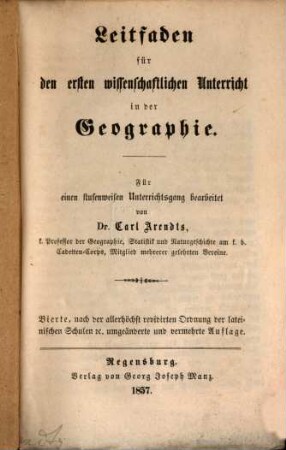 Leitfaden
für
den ersten wissenschaftlichen Unterricht
in der
Geographie.
Für
einen stufenweisen Unterrichtsgang bearbeitet
von
Dr. Carl Arendts,
k. Professor der Geographie, Statistik und Naturgeschichte am k. b.
Cadetten-Corps, Mitglied mehrerer gelehrten Vereine.
Vierte, nach der allerhöchst revidirten Ordnung der latei-
nischen Schulen ꝛc. umgeänderte und vermehrte Auflage.
Regensburg.
Verlag von Georg Joseph Manz.
1857.